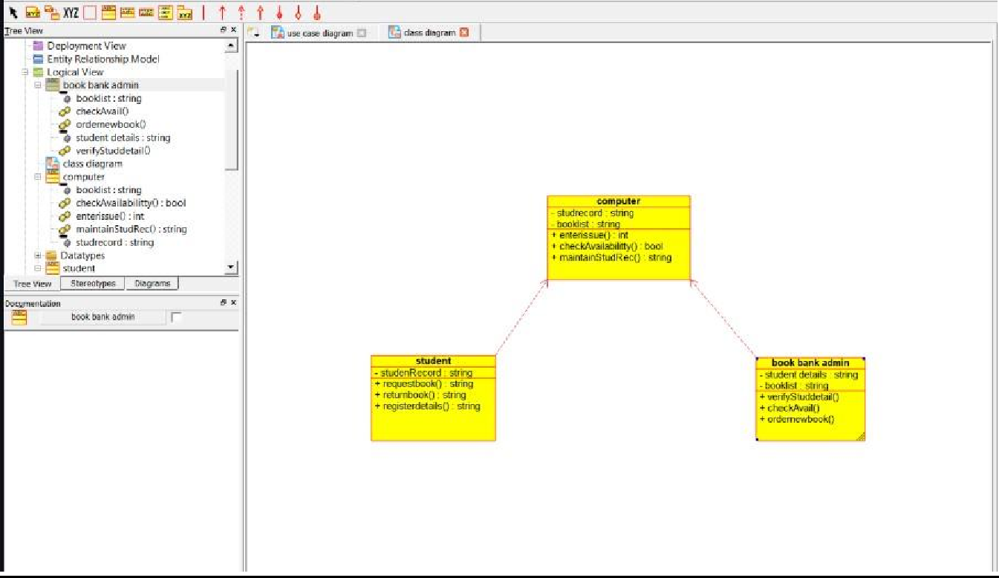 XYZ
Tree View
use case diagram
class diagram
Deployment View
Entity Relationship Model
Logical View
book bank admin
booklist : string
checkAvail()
ordernewbook()
student details : string
verifyStuddetail()
class diagram
computer
booklist : string
checkAvailabilitty() : bool
enterissue() : int
maintainStudRec() : string
studrecord : string
Datatypes
student
Tree View Stereotypes Diagrams
Documentation
book bank admin
computer
- studrecord : string
- booklist : string
+ enterissue() : int
+ checkAvailabilitty() : bool
+ maintainStudRec() : string
student
- studenRecord : string
+ requestbook() : string
+ returnbook() : string
+ registerdetails() : string
book bank admin
- student details : string
- booklist : string
+ verifyStuddetail()
+ checkAvail()
+ ordernewbook()